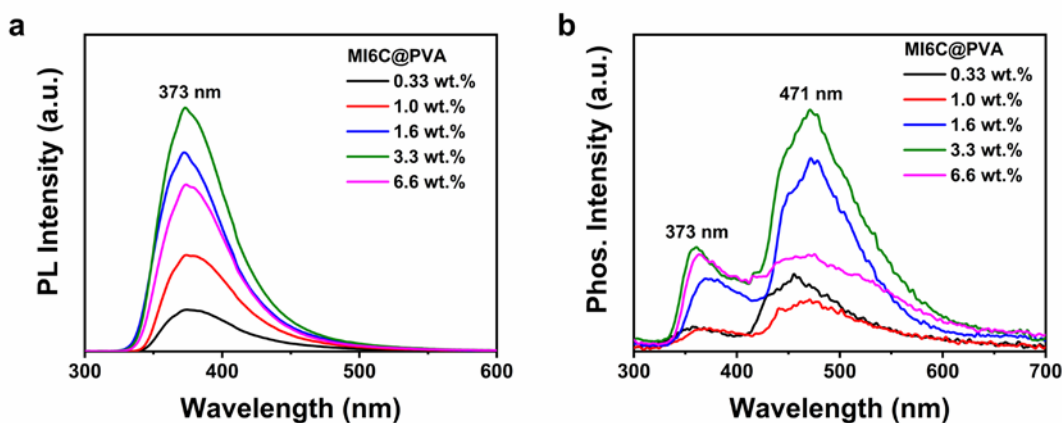 a
373 nm
MI6C@PVA
0.33 wt.%
1.0 wt.%
1.6 wt.%
3.3 wt.%
6.6 wt.%
PL Intensity (a.u.)
300 400 500 600
Wavelength (nm)
b
471 nm
373 nm
MI6C@PVA
0.33 wt.%
1.0 wt.%
1.6 wt.%
3.3 wt.%
6.6 wt.%
Phos. Intensity (a.u.)
300 400 500 600 700
Wavelength (nm)